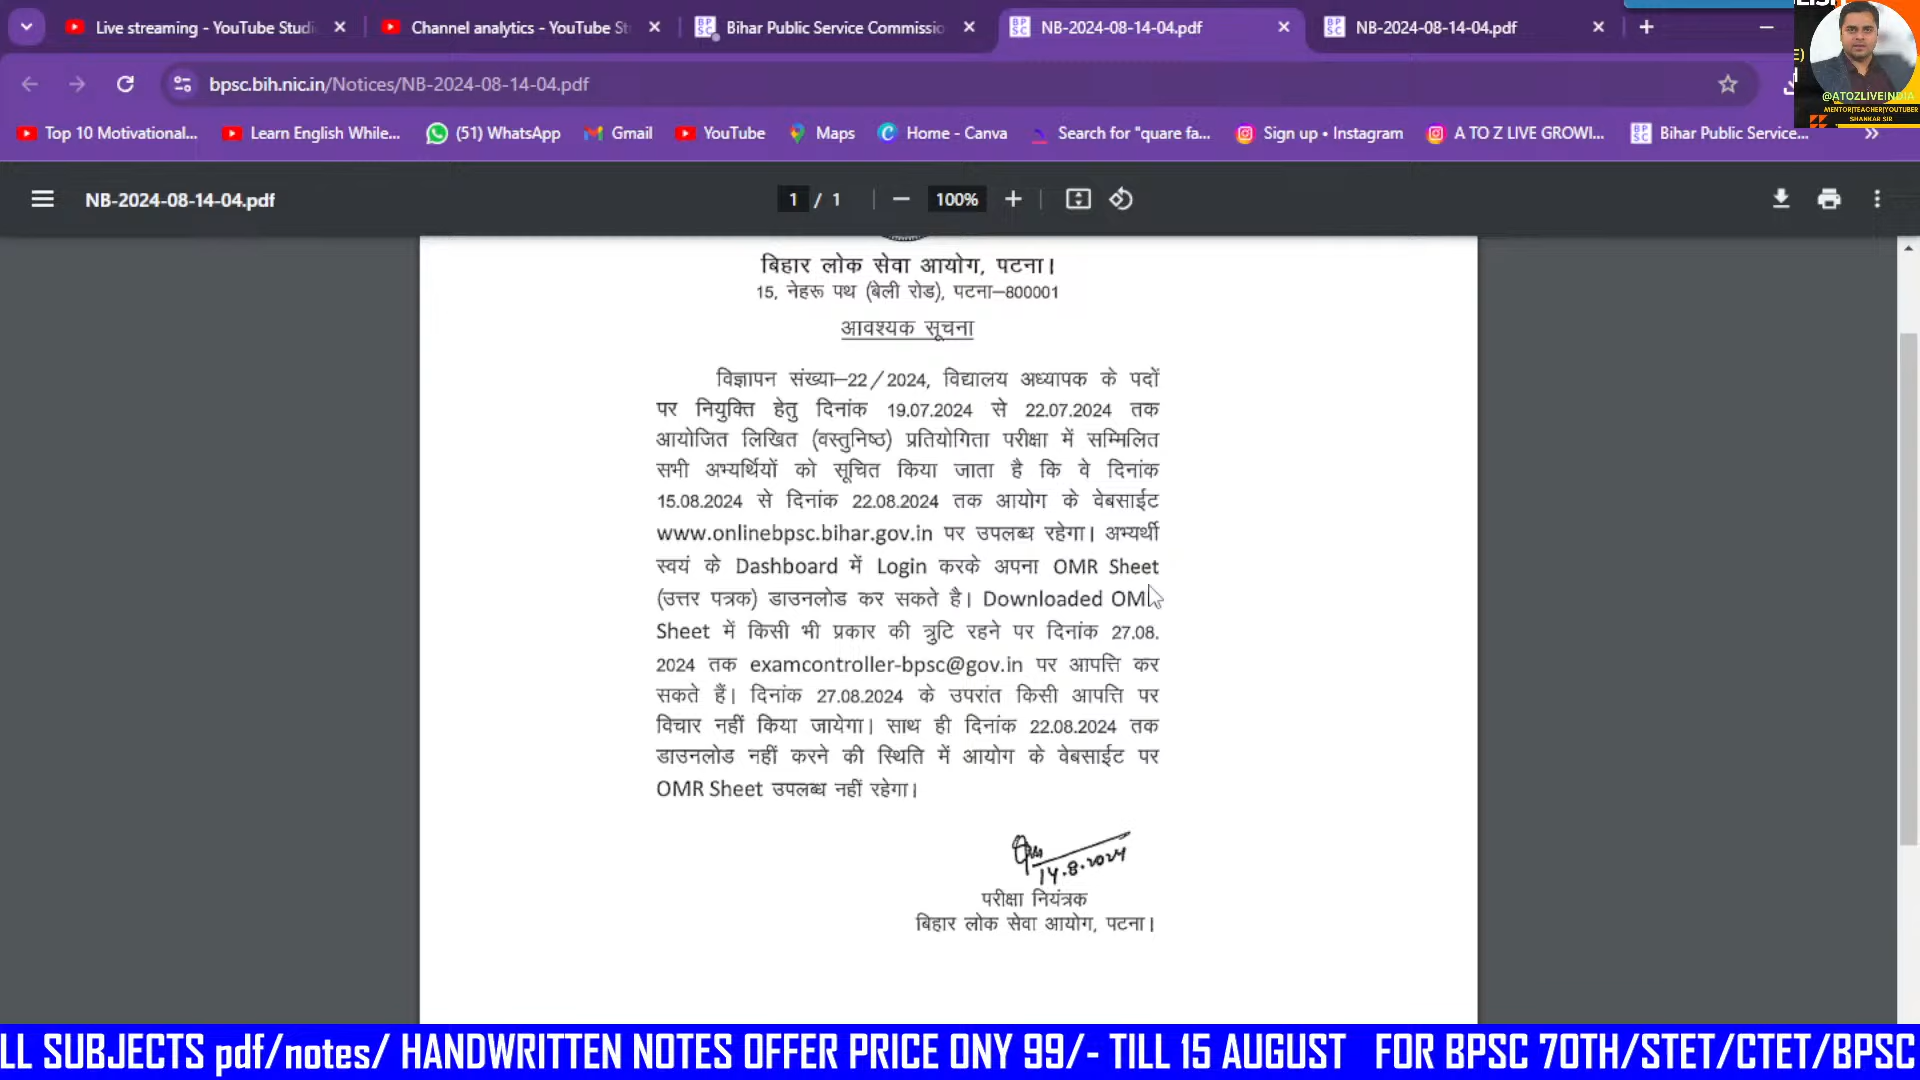 Live streaming - YouTube Studi
Channel analytics - YouTube St
Bihar Public Service Commissio
NB-2024-08-14-04.pdf
NB-2024-08-14-04.pdf
bpsc.bih.nic.in/Notices/NB-2024-08-14-04.pdf
@ATOZLIVEINDIA
MENTOR|TEACHER|YOUTUBER
SHANKAR SIR
Top 10 Motivational...
Learn English While...
(51) WhatsApp
Gmail
YouTube
Maps
Home - Canva
Search for "quare fa...
Sign up • Instagram
A TO Z LIVE GROWI...
Bihar Public Service...
NB-2024-08-14-04.pdf
1 / 1
100%
बिहार लोक सेवा आयोग, पटना।
15, नेहरू पथ (बेली रोड), पटना–800001
आवश्यक सूचना
विज्ञापन संख्या–22/2024, विद्यालय अध्यापक के पदों
पर नियुक्ति हेतु दिनांक 19.07.2024 से 22.07.2024 तक
आयोजित लिखित (वस्तुनिष्ठ) प्रतियोगिता परीक्षा में सम्मिलित
सभी अभ्यर्थियों को सूचित किया जाता है कि वे दिनांक
15.08.2024 से दिनांक 22.08.2024 तक आयोग के वेबसाईट
www.onlinebpsc.bihar.gov.in पर उपलब्ध रहेगा। अभ्यर्थी
स्वयं के Dashboard में Login करके अपना OMR Sheet
(उत्तर पत्रक) डाउनलोड कर सकते है। Downloaded OM
Sheet में किसी भी प्रकार की त्रुटि रहने पर दिनांक 27.08.
2024 तक examcontroller-bpsc@gov.in पर आपत्ति कर
सकते हैं। दिनांक 27.08.2024 के उपरांत किसी आपत्ति पर
विचार नहीं किया जायेगा। साथ ही दिनांक 22.08.2024 तक
डाउनलोड नहीं करने की स्थिति में आयोग के वेबसाईट पर
OMR Sheet उपलब्ध नहीं रहेगा।
14.8.2024
परीक्षा नियंत्रक
बिहार लोक सेवा आयोग, पटना।
LL SUBJECTS pdf/notes/ HANDWRITTEN NOTES OFFER PRICE ONY 99/- TILL 15 AUGUST FOR BPSC 70TH/STET/CTET/BPSC